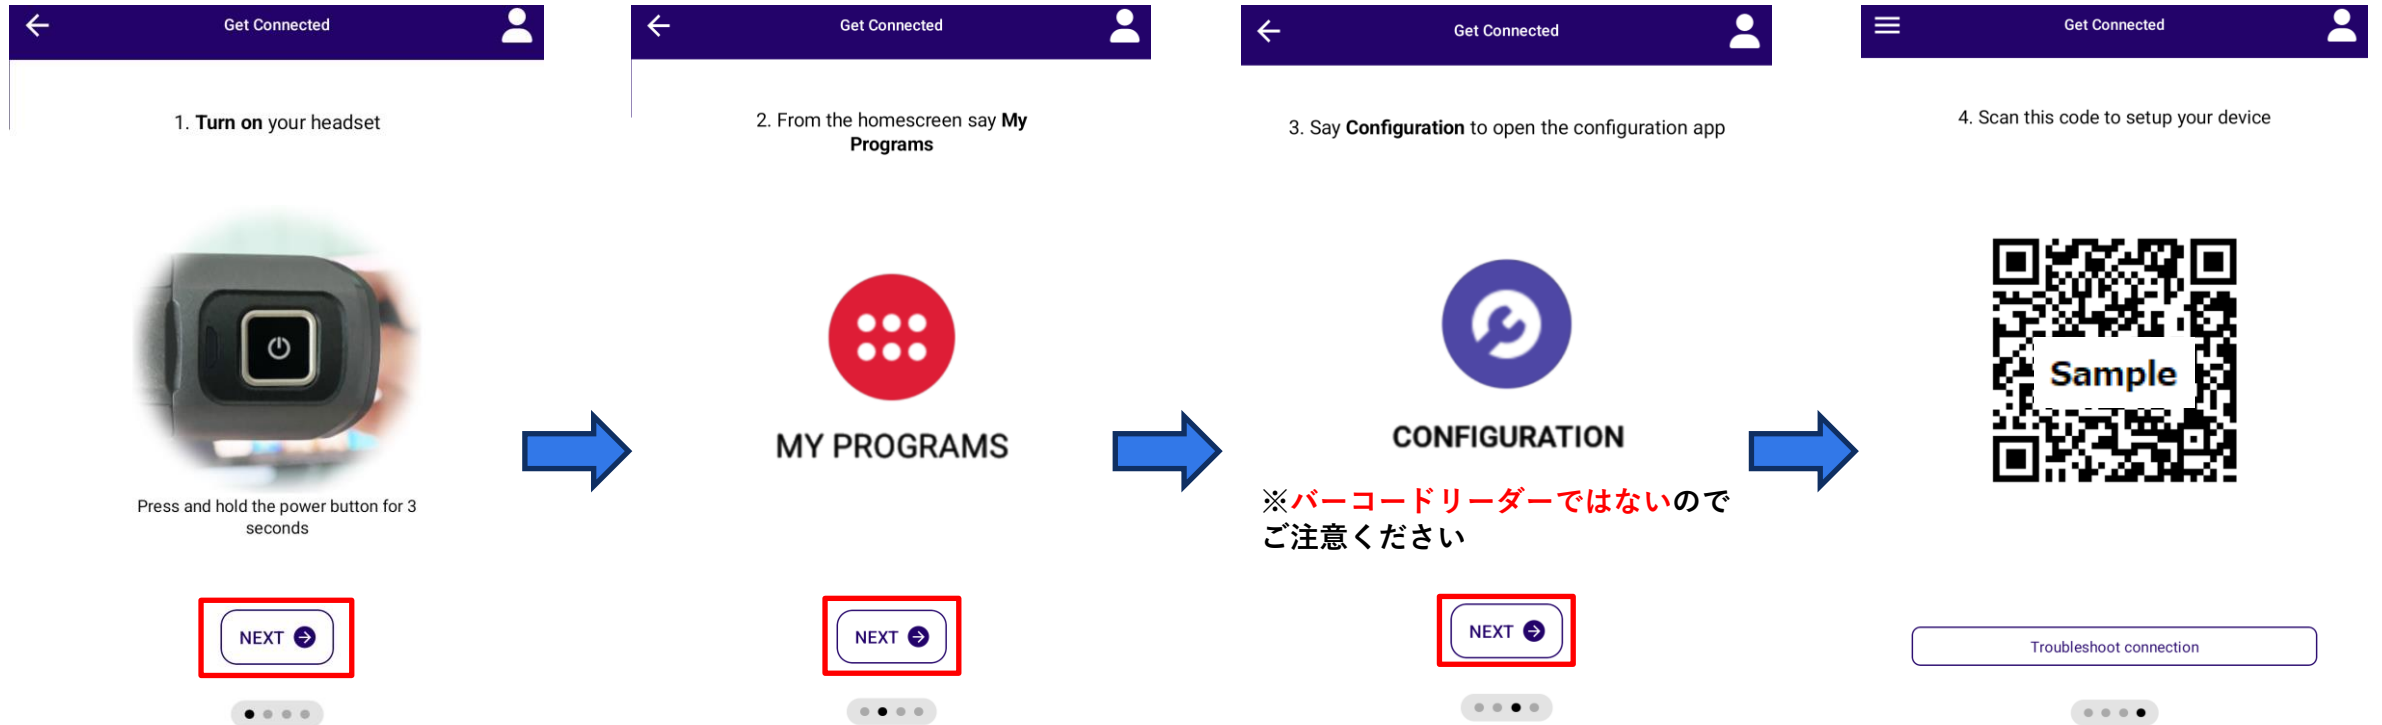 Get Connected
1. Turn on your headset
Press and hold the power button for 3
seconds
NEXT
Get Connected
2. From the homescreen say My
Programs
MY PROGRAMS
NEXT
Get Connected
3. Say Configuration to open the configuration app
CONFIGURATION
※バーコードリーダーではないので
ご注意ください
NEXT
Get Connected
4. Scan this code to setup your device
Sample
Troubleshoot connection